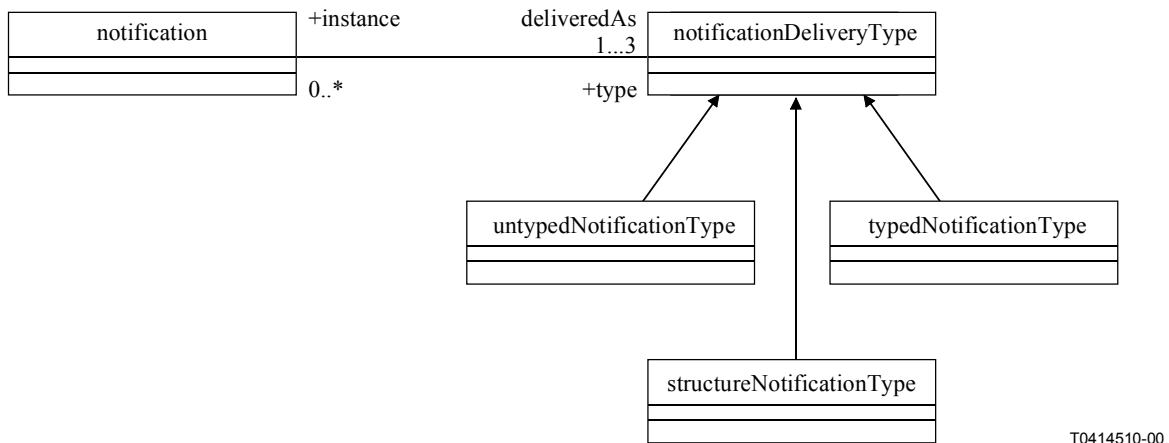 notification
+instance
deliveredAs
notificationDeliveryType
1...3
0..*
+type
untypedNotificationType
typedNotificationType
structureNotificationType
T0414510-00